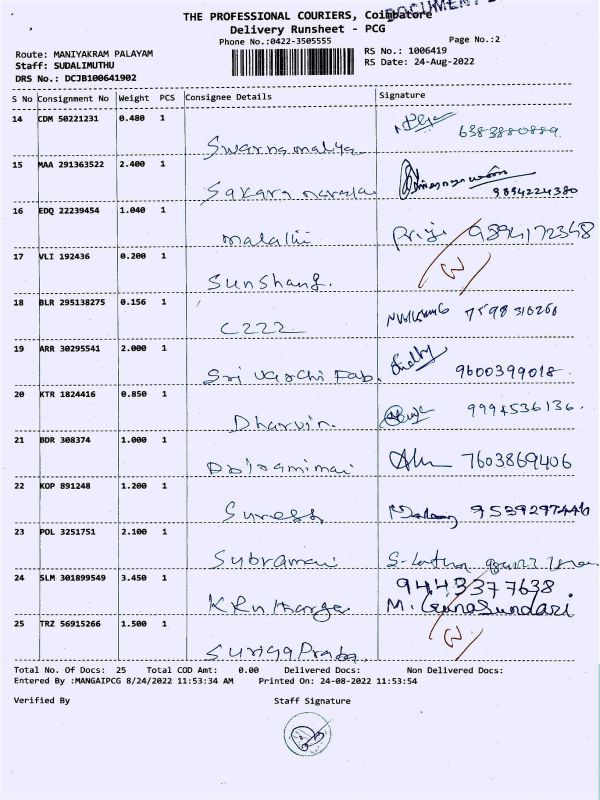 THE PROFESSIONAL COURIERS, Coimbatore
Delivery Runsheet - PCG
Phone No.:0422-3505555
Page No.:2
Route: MANIYAKRAM PALAYAM
RS No.: 1006419
Staff: SUDALIMUTHU
RS Date: 24-Aug-2022
DRS No.: DCJB100641902
S No Consignment No Weight PCS Consignee Details Signature
14 CDM 50221231 0.480 1
6383880889
Swarnamalya
15 MAA 291363522 2.400 1
9894224380
16 EDQ 22239454 1.040 1
malathi Priya 9894172348
17 VLI 192436 0.200 1
Sunshang.
18 BLR 295138275 0.156 1
C222 7598316266
19 ARR 30295541 2.000 1
Sri Fab. 9600399018
20 KTR 1824416 0.850 1
Dharvin. 9994536136.
21 BDR 308374 1.000 1
7603869406
22 KOP 891248 1.200 1
Suress 9539297446
23 POL 3251751 2.100 1
Subramani
24 SLM 301899549 3.450 1
9443377638
M. GunaSundari
25 TRZ 56915266 1.500 1
Suriya Praba
Total No. Of Docs: 25 Total COD Amt: 0.00 Delivered Docs: Non Delivered Docs:
Entered By :MANGAIPCG 8/24/2022 11:53:34 AM Printed On: 24-08-2022 11:53:54
Verified By Staff Signature